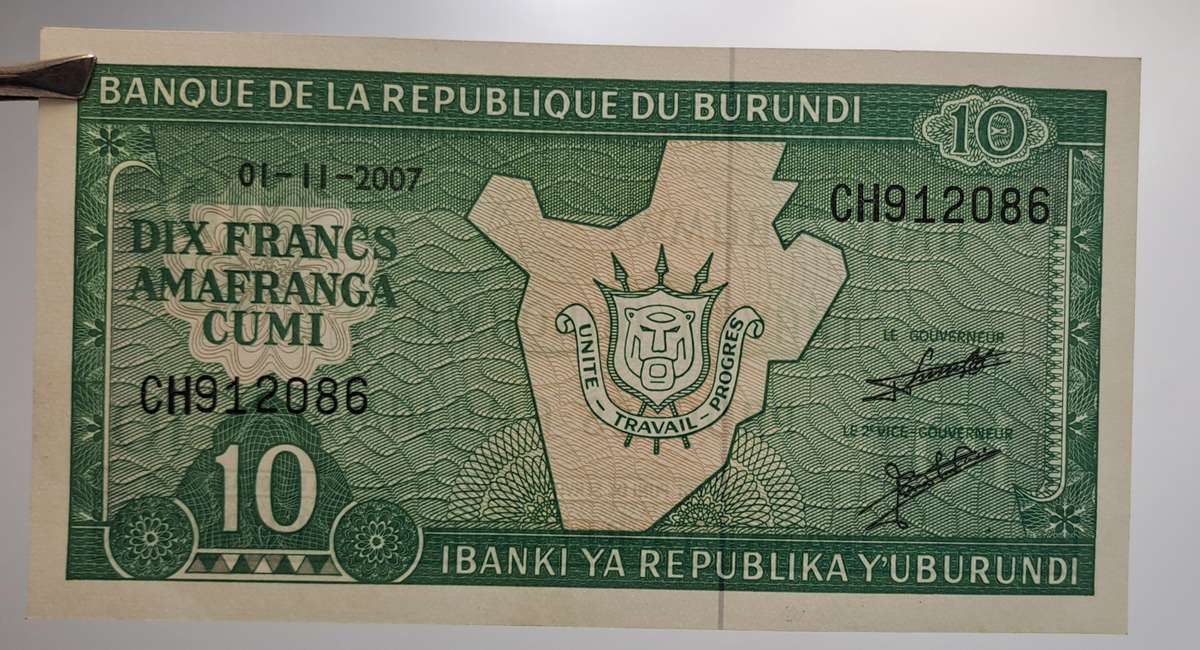 BANQUE DE LA REPUBLIQUE DU BURUNDI
10
01-11-2007
CH912086
DIX FRANCS
AMAFRANGA
CUMI
UNITE - TRAVAIL - PROGRES
LE GOUVERNEUR
CH912086
LE 2e VICE-GOUVERNEUR
10
IBANKI YA REPUBLIKA Y'UBURUNDI